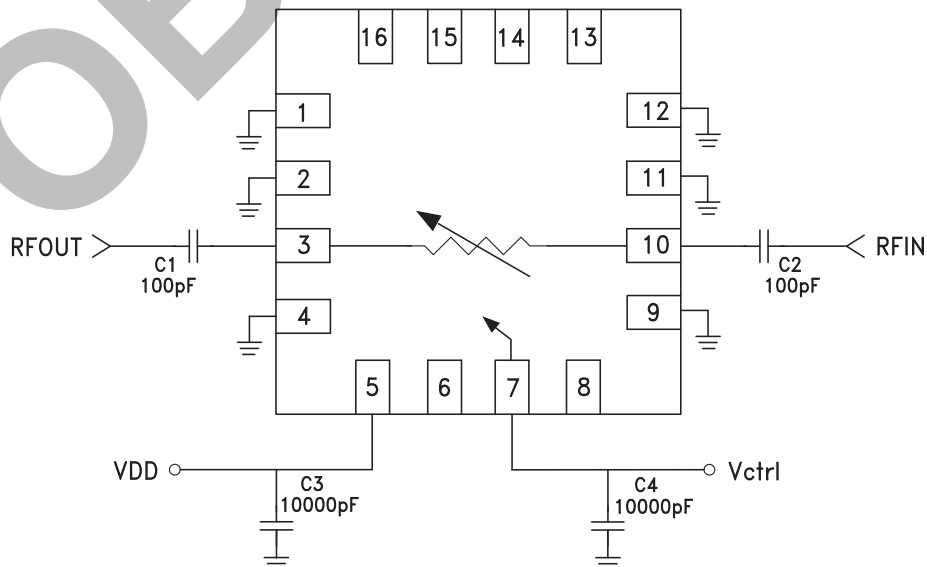 OB
16 15 14 13
1 12
2 11
RFOUT 3 10 RFIN
C1 C2
100pF 100pF
4 9
5 6 7 8
VDD Vctrl
C3 C4
10000pF 10000pF